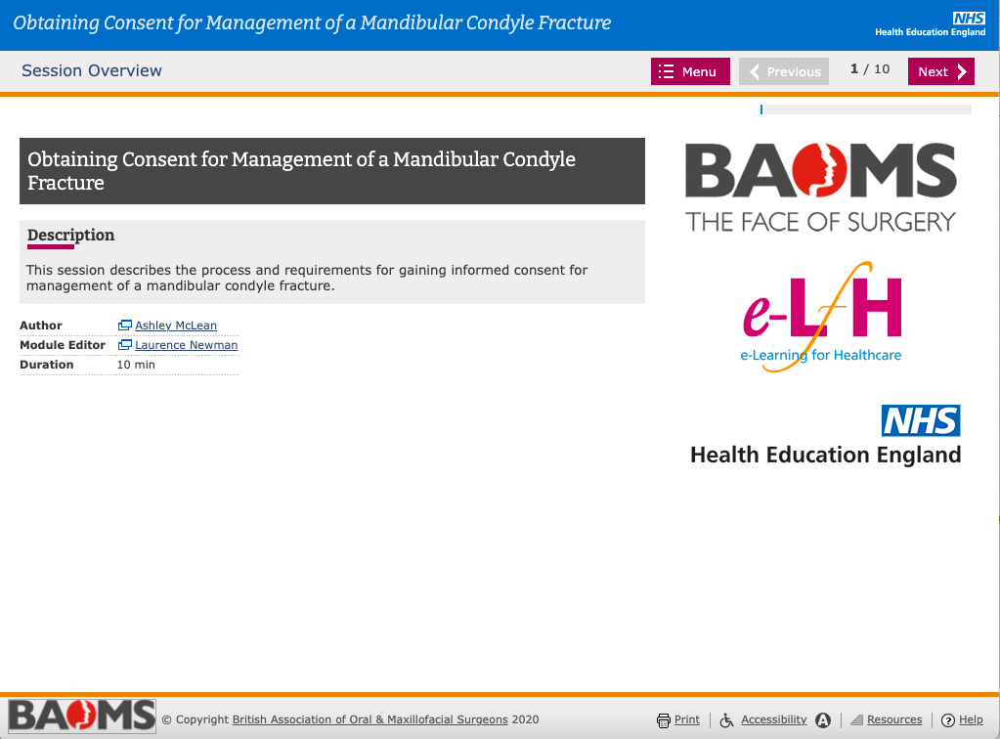 Obtaining Consent for Management of a Mandibular Condyle Fracture
NHS
Health Education England
Session Overview
Menu
Previous
1 / 10
Next
Obtaining Consent for Management of a Mandibular Condyle
Fracture
Description
This session describes the process and requirements for gaining informed consent for
management of a mandibular condyle fracture.
Author Ashley McLean
Module Editor Laurence Newman
Duration 10 min
BAOMS
THE FACE OF SURGERY
e-LfH
e-Learning for Healthcare
NHS
Health Education England
BAOMS
© Copyright British Association of Oral & Maxillofacial Surgeons 2020
Print
Accessibility
A
Resources
? Help